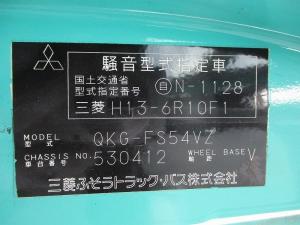 騒音型式指定車
国土交通省
型式指定番号 自N-1128
三菱 H13-6R10F1
MODEL QKG-FS54VZ
型式
CHASSIS NO. 530412 WHEEL BASE V
車台番号 軸距
三菱ふそうトラック・バス株式会社